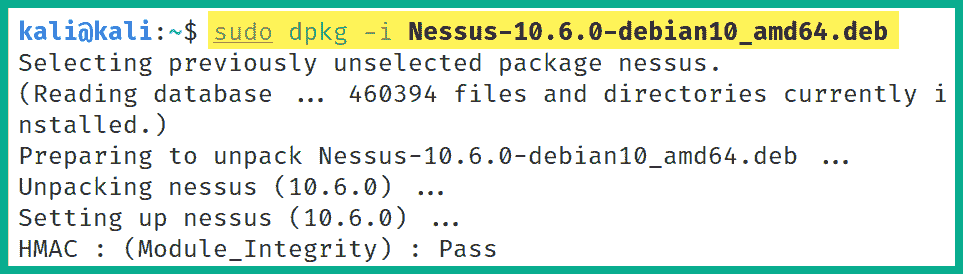 kali@kali:~$ sudo dpkg -i Nessus-10.6.0-debian10_amd64.deb
Selecting previously unselected package nessus.
(Reading database ... 460394 files and directories currently i
nstalled.)
Preparing to unpack Nessus-10.6.0-debian10_amd64.deb ...
Unpacking nessus (10.6.0) ...
Setting up nessus (10.6.0) ...
HMAC : (Module_Integrity) : Pass